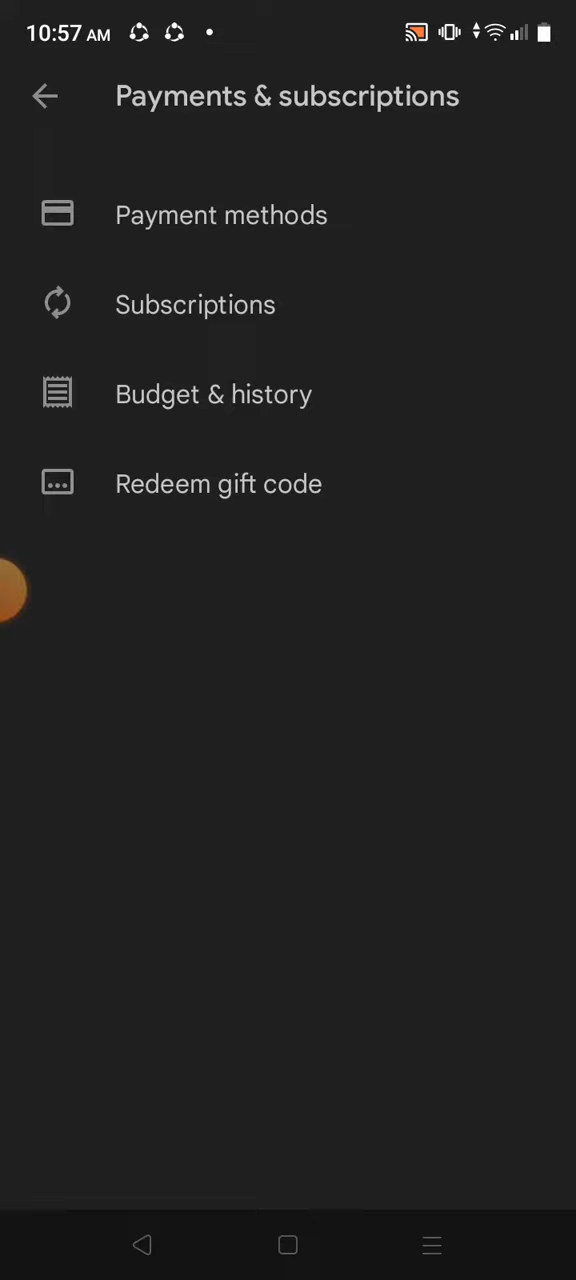 10:57 AM
Payments & subscriptions
Payment methods
Subscriptions
Budget & history
Redeem gift code